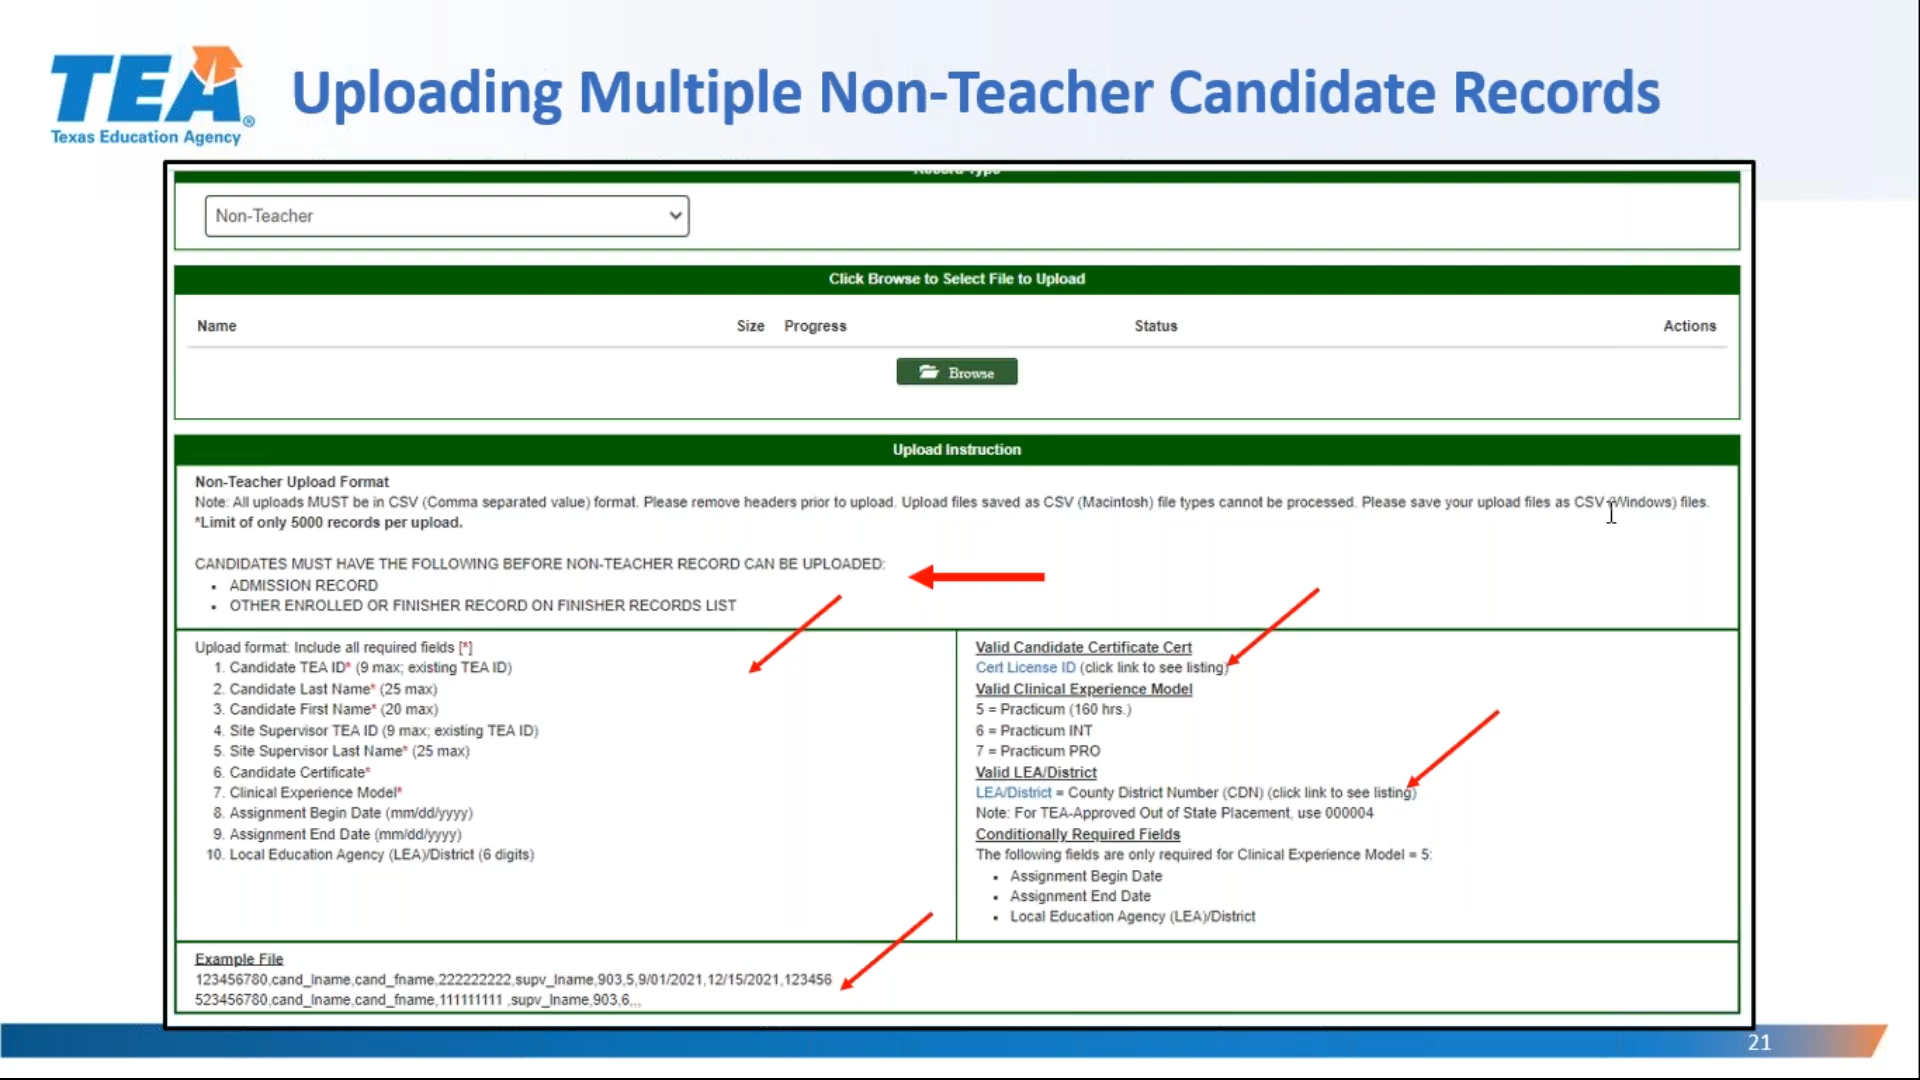 TEA®
Texas Education Agency
Uploading Multiple Non-Teacher Candidate Records
Record Type
Non-Teacher
Click Browse to Select File to Upload
Name Size Progress Status Actions
Browse
Upload Instruction
Non-Teacher Upload Format
Note: All uploads MUST be in CSV (Comma separated value) format. Please remove headers prior to upload. Upload files saved as CSV (Macintosh) file types cannot be processed. Please save your upload files as CSV (Windows) files.
*Limit of only 5000 records per upload.
CANDIDATES MUST HAVE THE FOLLOWING BEFORE NON-TEACHER RECORD CAN BE UPLOADED:
• ADMISSION RECORD
• OTHER ENROLLED OR FINISHER RECORD ON FINISHER RECORDS LIST
Upload format: Include all required fields [*]
1. Candidate TEA ID* (9 max; existing TEA ID)
2. Candidate Last Name* (25 max)
3. Candidate First Name* (20 max)
4. Site Supervisor TEA ID (9 max; existing TEA ID)
5. Site Supervisor Last Name* (25 max)
6. Candidate Certificate*
7. Clinical Experience Model*
8. Assignment Begin Date (mm/dd/yyyy)
9. Assignment End Date (mm/dd/yyyy)
10. Local Education Agency (LEA)/District (6 digits)
Valid Candidate Certificate Cert
Cert License ID (click link to see listing)
Valid Clinical Experience Model
5 = Practicum (160 hrs.)
6 = Practicum INT
7 = Practicum PRO
Valid LEA/District
LEA/District = County District Number (CDN) (click link to see listing)
Note: For TEA-Approved Out of State Placement, use 000004
Conditionally Required Fields
The following fields are only required for Clinical Experience Model = 5:
• Assignment Begin Date
• Assignment End Date
• Local Education Agency (LEA)/District
Example File
123456780,cand_lname,cand_fname,222222222,supv_lname,903,5,9/01/2021,12/15/2021,123456
523456780,cand_lname,cand_fname,111111111 ,supv_lname,903,6,,,
21